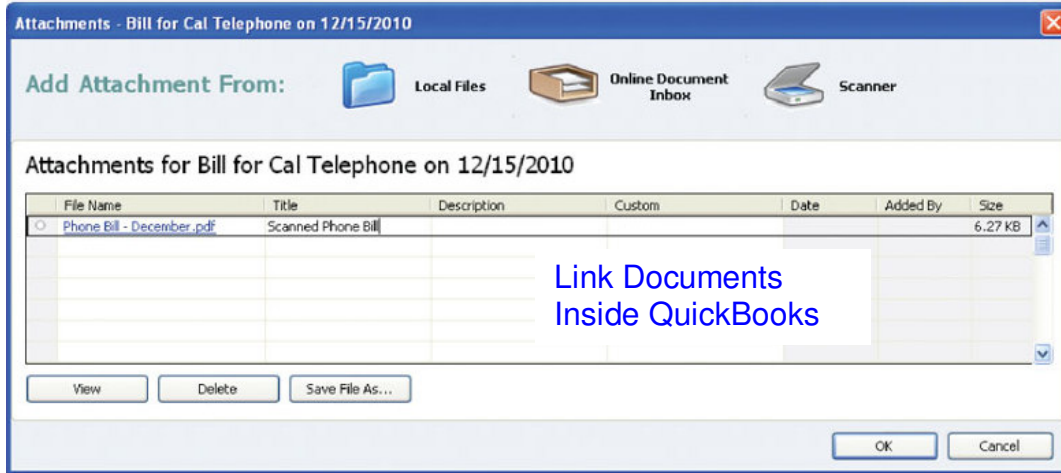 Attachments - Bill for Cal Telephone on 12/15/2010
Add Attachment From:
Local Files
Online Document
Inbox
Scanner
Attachments for Bill for Cal Telephone on 12/15/2010
File Name Title Description Custom Date Added By Size
Phone Bill - December.pdf Scanned Phone Bill 6.27 KB
Link Documents
Inside QuickBooks
View Delete Save File As...
OK Cancel